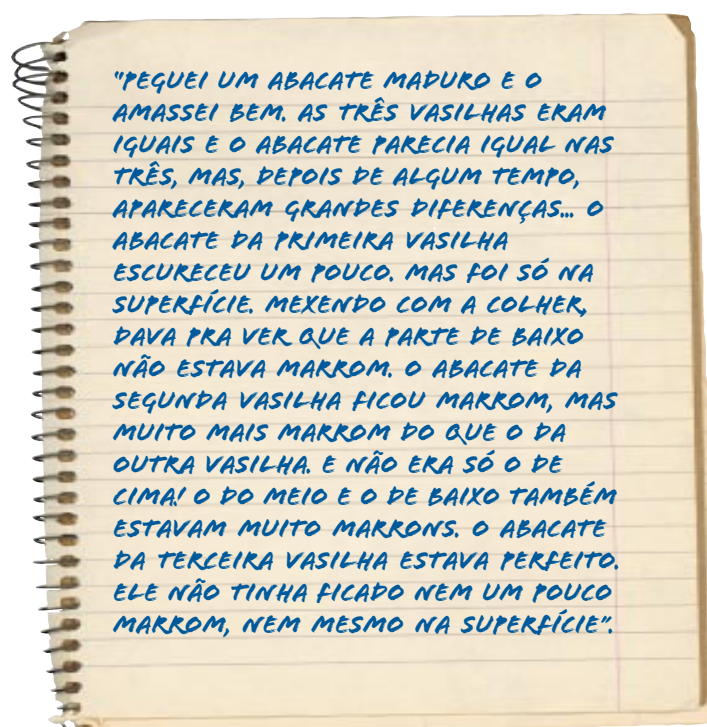 "PEGUEI UM ABACATE MADURO E O
AMASSEI BEM. AS TRÊS VASILHAS ERAM
IGUAIS E O ABACATE PARECIA IGUAL NAS
TRÊS, MAS, DEPOIS DE ALGUM TEMPO,
APARECERAM GRANDES DIFERENÇAS... O
ABACATE DA PRIMEIRA VASILHA
ESCURECEU UM POUCO. MAS FOI SÓ NA
SUPERFÍCIE. MEXENDO COM A COLHER,
DAVA PRA VER QUE A PARTE DE BAIXO
NÃO ESTAVA MARROM. O ABACATE DA
SEGUNDA VASILHA FICOU MARROM, MAS
MUITO MAIS MARROM DO QUE O DA
OUTRA VASILHA. E NÃO ERA SÓ O DE
CIMA! O DO MEIO E O DE BAIXO TAMBÉM
ESTAVAM MUITO MARRONS. O ABACATE
DA TERCEIRA VASILHA ESTAVA PERFEITO.
ELE NÃO TINHA FICADO NEM UM POUCO
MARROM, NEM MESMO NA SUPERFÍCIE".